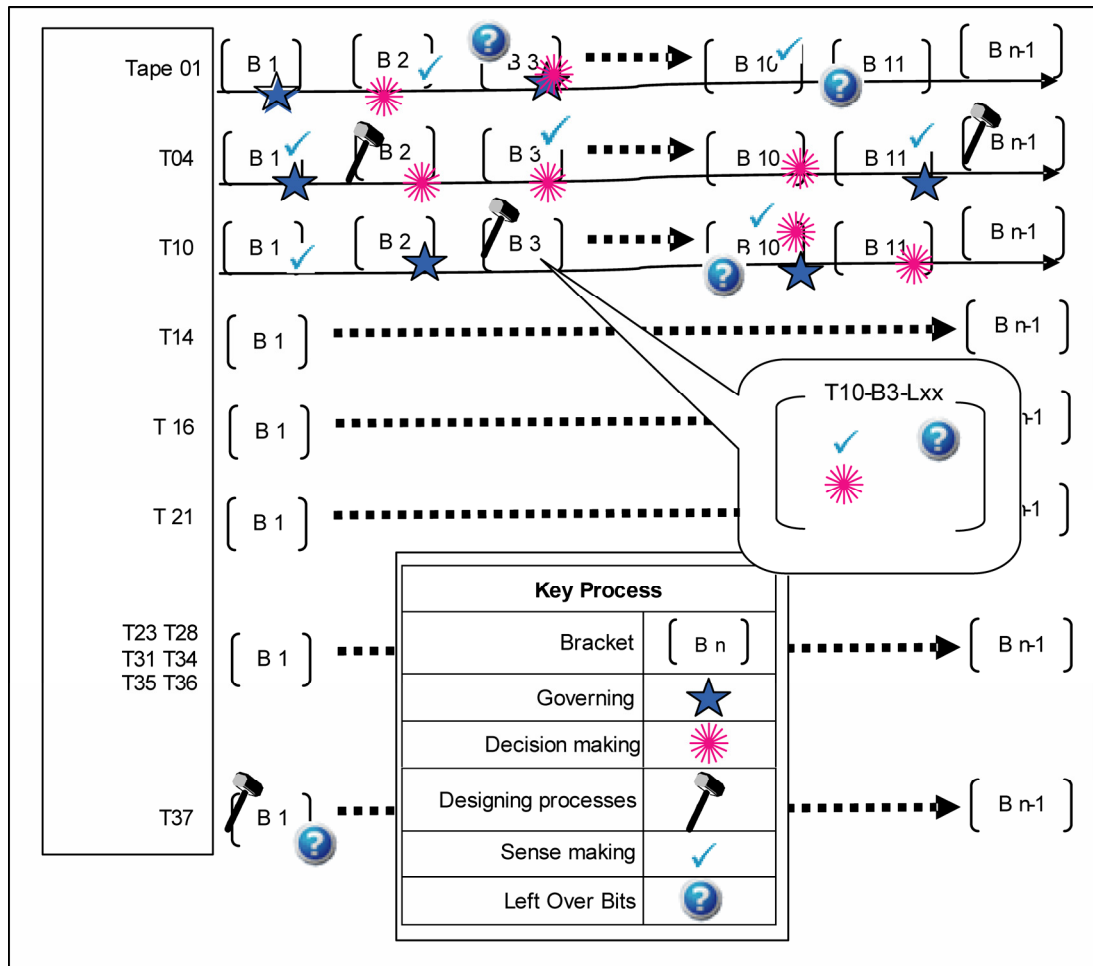 Tape 01 B 1 B 2 B 3 B 10 B 11 B n-1
T04 B 1 B 2 B 3 B 10 B 11 B n-1
T10 B 1 B 2 B 3 B 10 B 11 B n-1
T14 B 1 B n-1
T10-B3-Lxx
T 16 B 1 n-1
T 21 B 1 n-1
Key Process
Bracket B n
Governing
Decision making
Designing processes
Sense making
Left Over Bits
T23 T28
T31 T34 B 1 B n-1
T35 T36
T37 B 1 B n-1